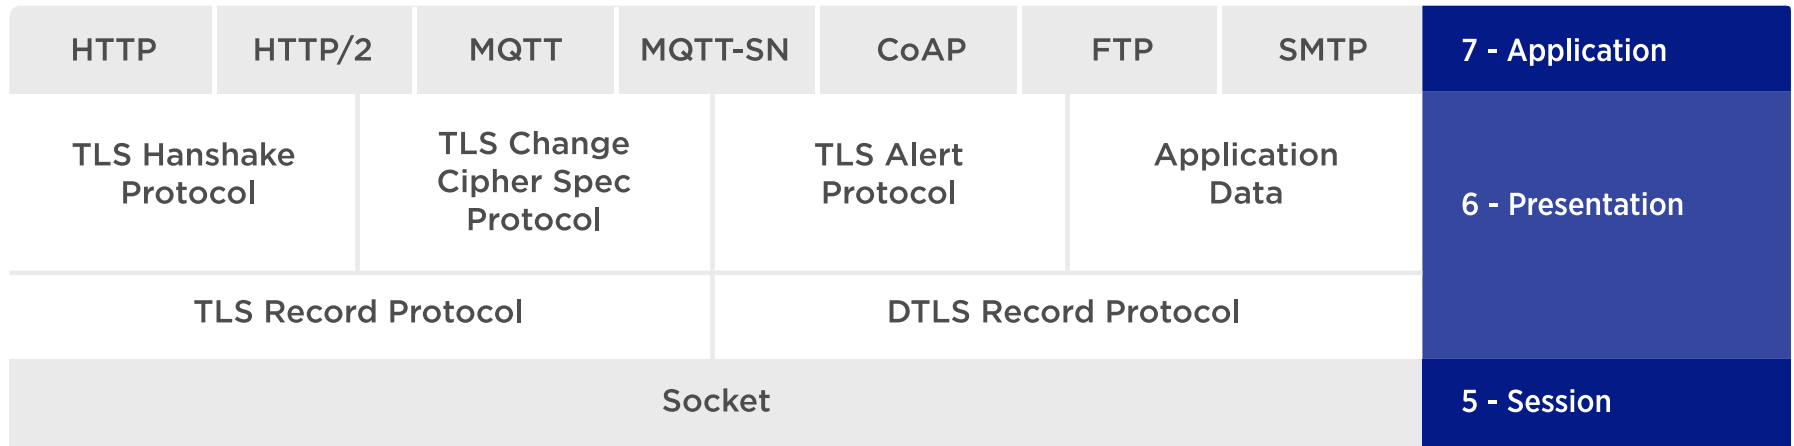 HTTP
HTTP/2
MQTT
MQTT-SN
CoAP
FTP
SMTP
7 - Application
TLS Hanshake
Protocol
TLS Change
Cipher Spec
Protocol
TLS Alert
Protocol
Application
Data
6 - Presentation
TLS Record Protocol
DTLS Record Protocol
Socket
5 - Session